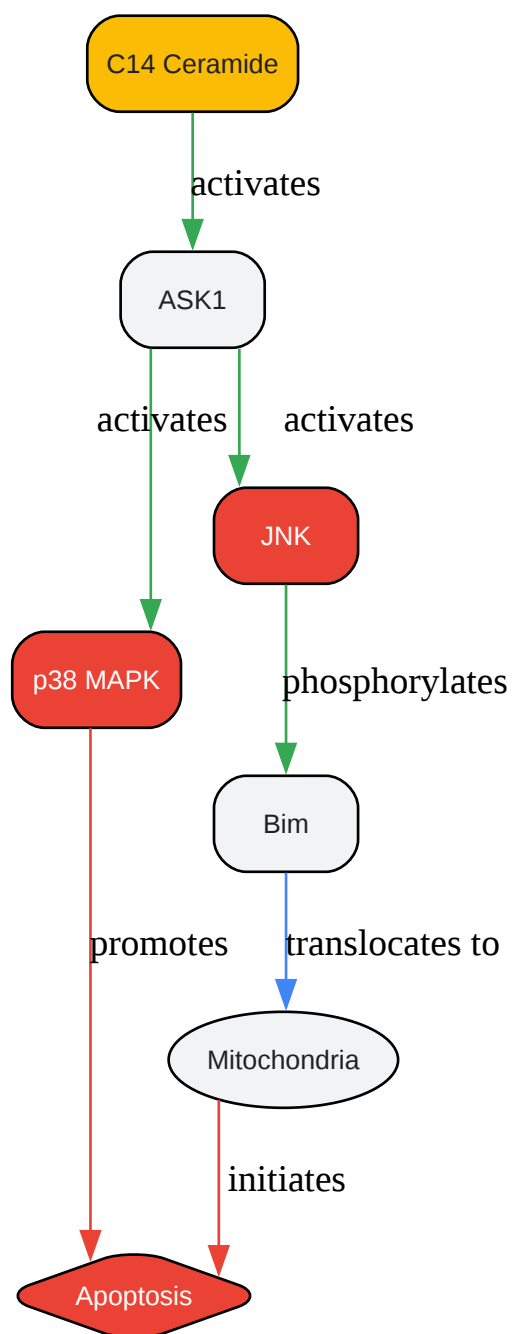 C14 Ceramide
activates
ASK1
activates
activates
JNK
p38 MAPK
phosphorylates
Bim
promotes
translocates to
Mitochondria
initiates
Apoptosis